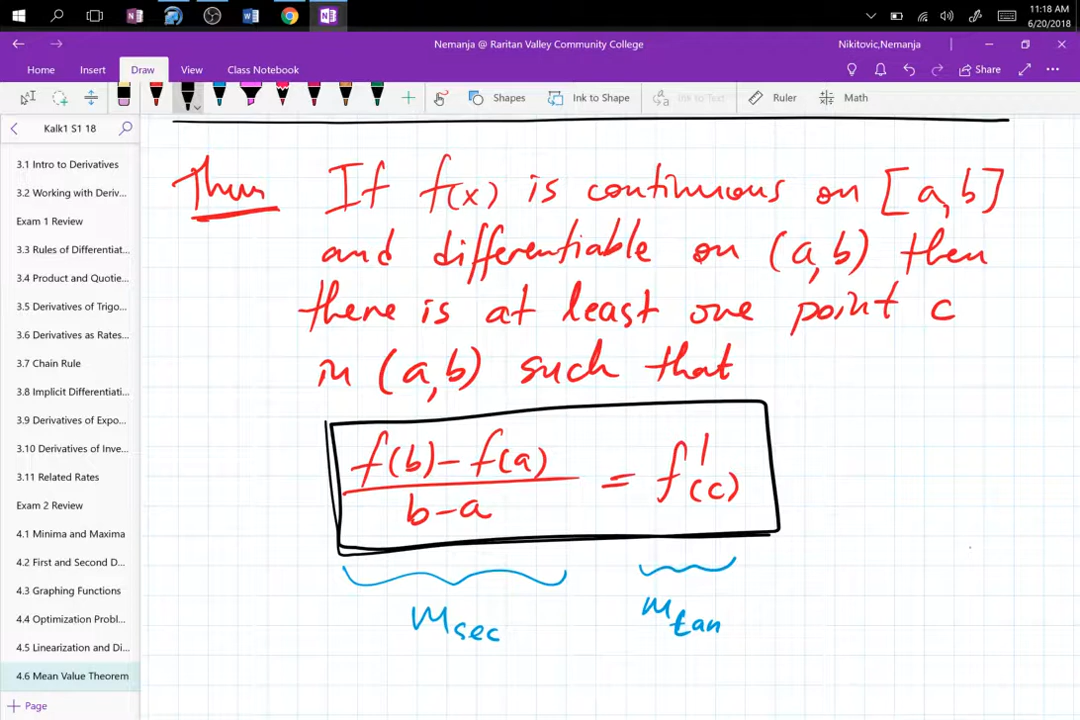 11:18 AM
6/20/2018
Nemanja @ Raritan Valley Community College
Nikitovic,Nemanja
Home Insert Draw View Class Notebook Share
Shapes Ink to Shape Ink to Text Ruler Math
Kalk1 S1 18
3.1 Intro to Derivatives
3.2 Working with Deriv...
Exam 1 Review
3.3 Rules of Differentiat...
3.4 Product and Quotie...
3.5 Derivatives of Trigo...
3.6 Derivatives as Rates...
3.7 Chain Rule
3.8 Implicit Differentiati...
3.9 Derivatives of Expo...
3.10 Derivatives of Inve...
3.11 Related Rates
Exam 2 Review
4.1 Minima and Maxima
4.2 First and Second D...
4.3 Graphing Functions
4.4 Optimization Probl...
4.5 Linearization and Di...
4.6 Mean Value Theorem
+ Page
Thm If f(x) is continuous on [a,b]
and differentiable on (a,b) then
there is at least one point c
in (a,b) such that
f(b)-f(a)
b-a
= f'(c)
m sec m tan